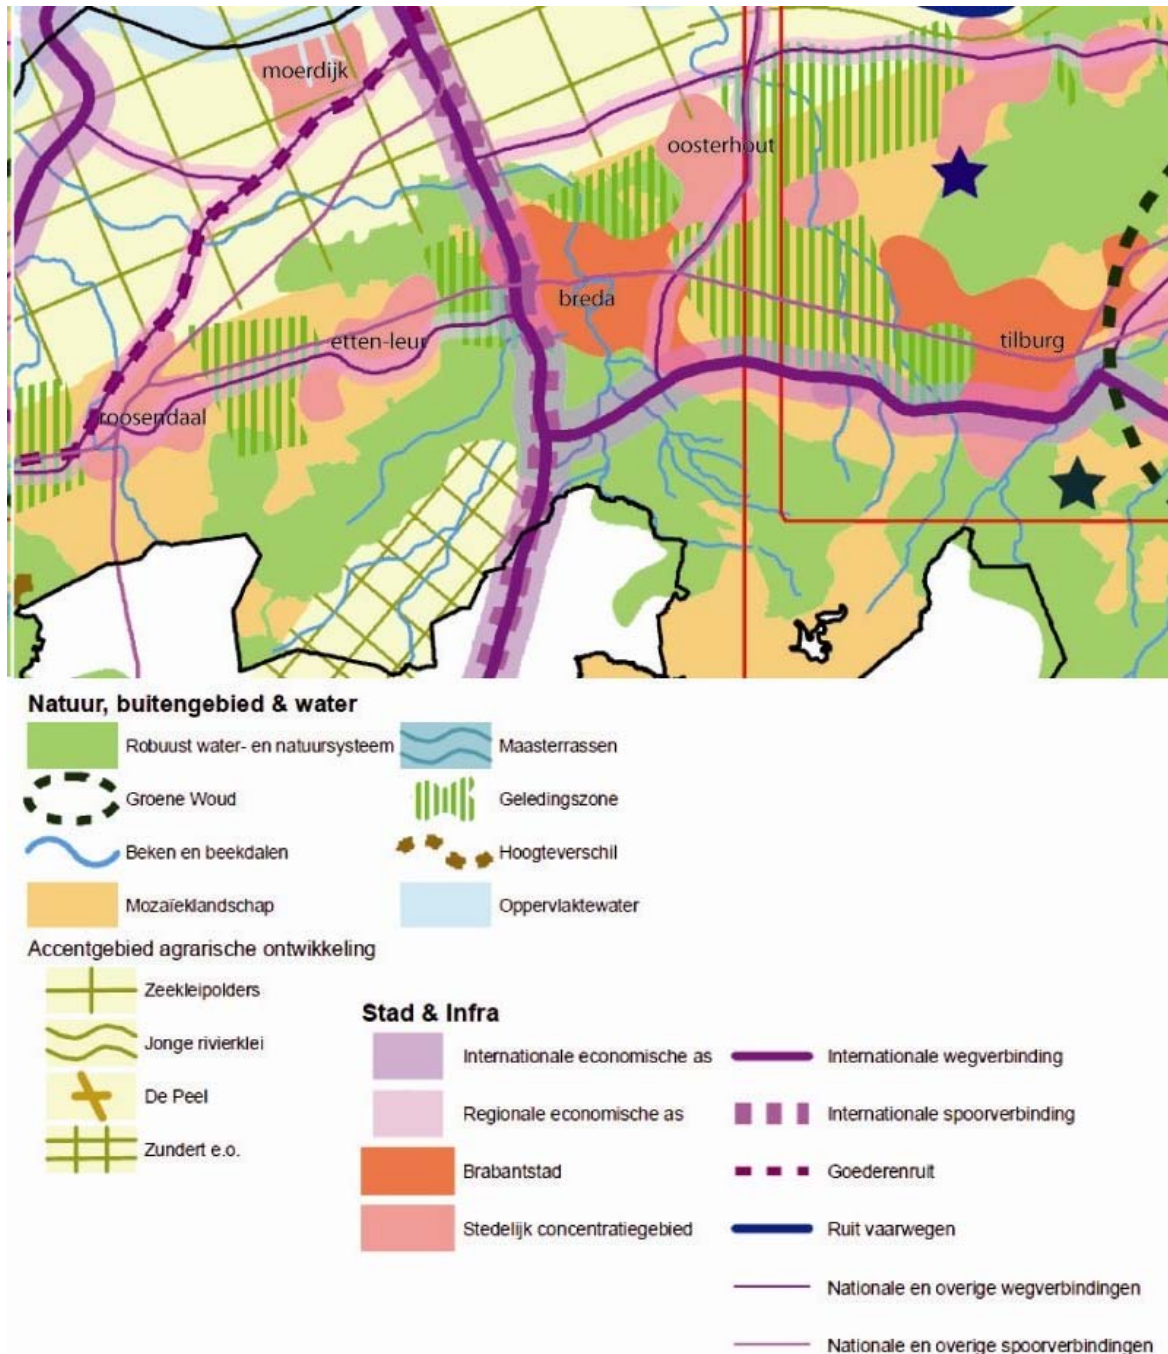 moerdijk
oosterhout
breda
etten-leur
tilburg
roosendaal
Natuur, buitengebied & water
Robuust water- en natuursysteem
Maasterrassen
Groene Woud
Geledingszone
Beken en beekdalen
Hoogteverschil
Mozaïeklandschap
Oppervlaktewater
Accentgebied agrarische ontwikkeling
Zeekleipolders
Jonge rivierklei
De Peel
Zundert e.o.
Stad & Infra
Internationale economische as
Internationale wegverbinding
Regionale economische as
Internationale spoorverbinding
Brabantstad
Goederenruit
Stedelijk concentratiegebied
Ruit vaarwegen
Nationale en overige wegverbindingen
Nationale en overige spoorverbindingen